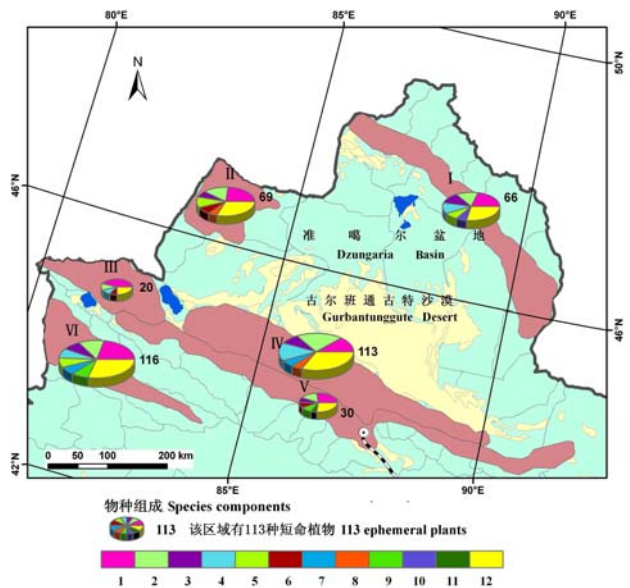 80°E
85°E
90°E
50°N
N
46°N
II
69
I
66
准 噶 尔 盆 地
Dzungaria Basin
III
20
古 尔 班 通 古 特 沙 漠
Gurbantunggute Desert
46°N
VI
116
IV
113
V
30
0 50 100 200 km
42°N
85°E
90°E
物种组成 Species components
113 该区域有113种短命植物 113 ephemeral plants
1 2 3 4 5 6 7 8 9 10 11 12